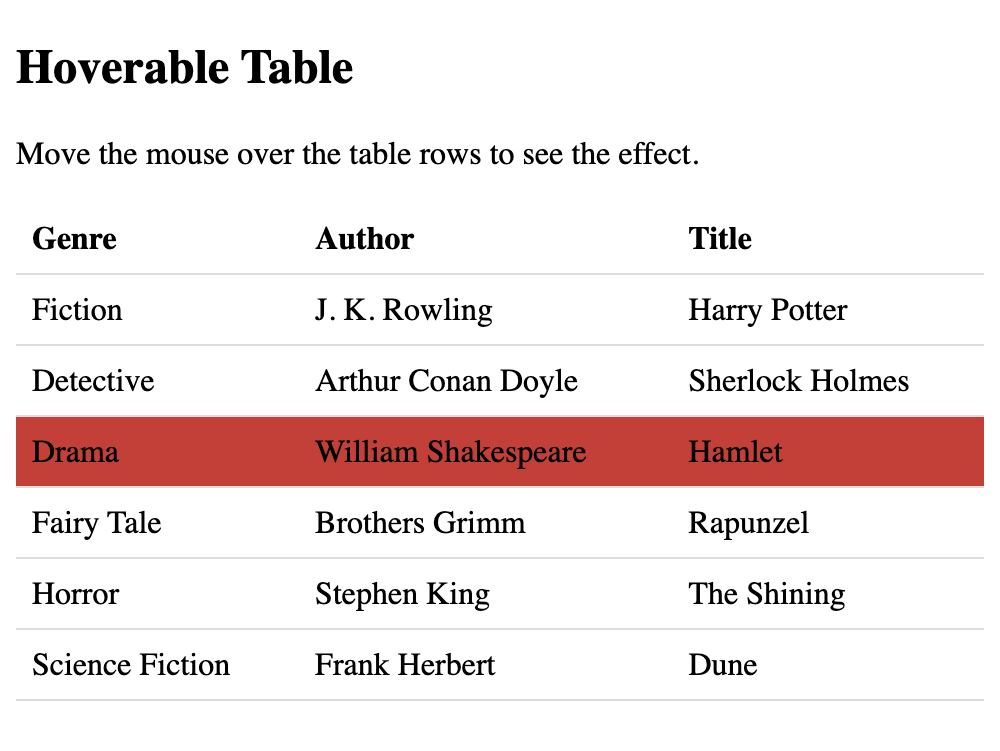 Hoverable Table
Move the mouse over the table rows to see the effect.
Genre Author Title
Fiction J. K. Rowling Harry Potter
Detective Arthur Conan Doyle Sherlock Holmes
Drama William Shakespeare Hamlet
Fairy Tale Brothers Grimm Rapunzel
Horror Stephen King The Shining
Science Fiction Frank Herbert Dune